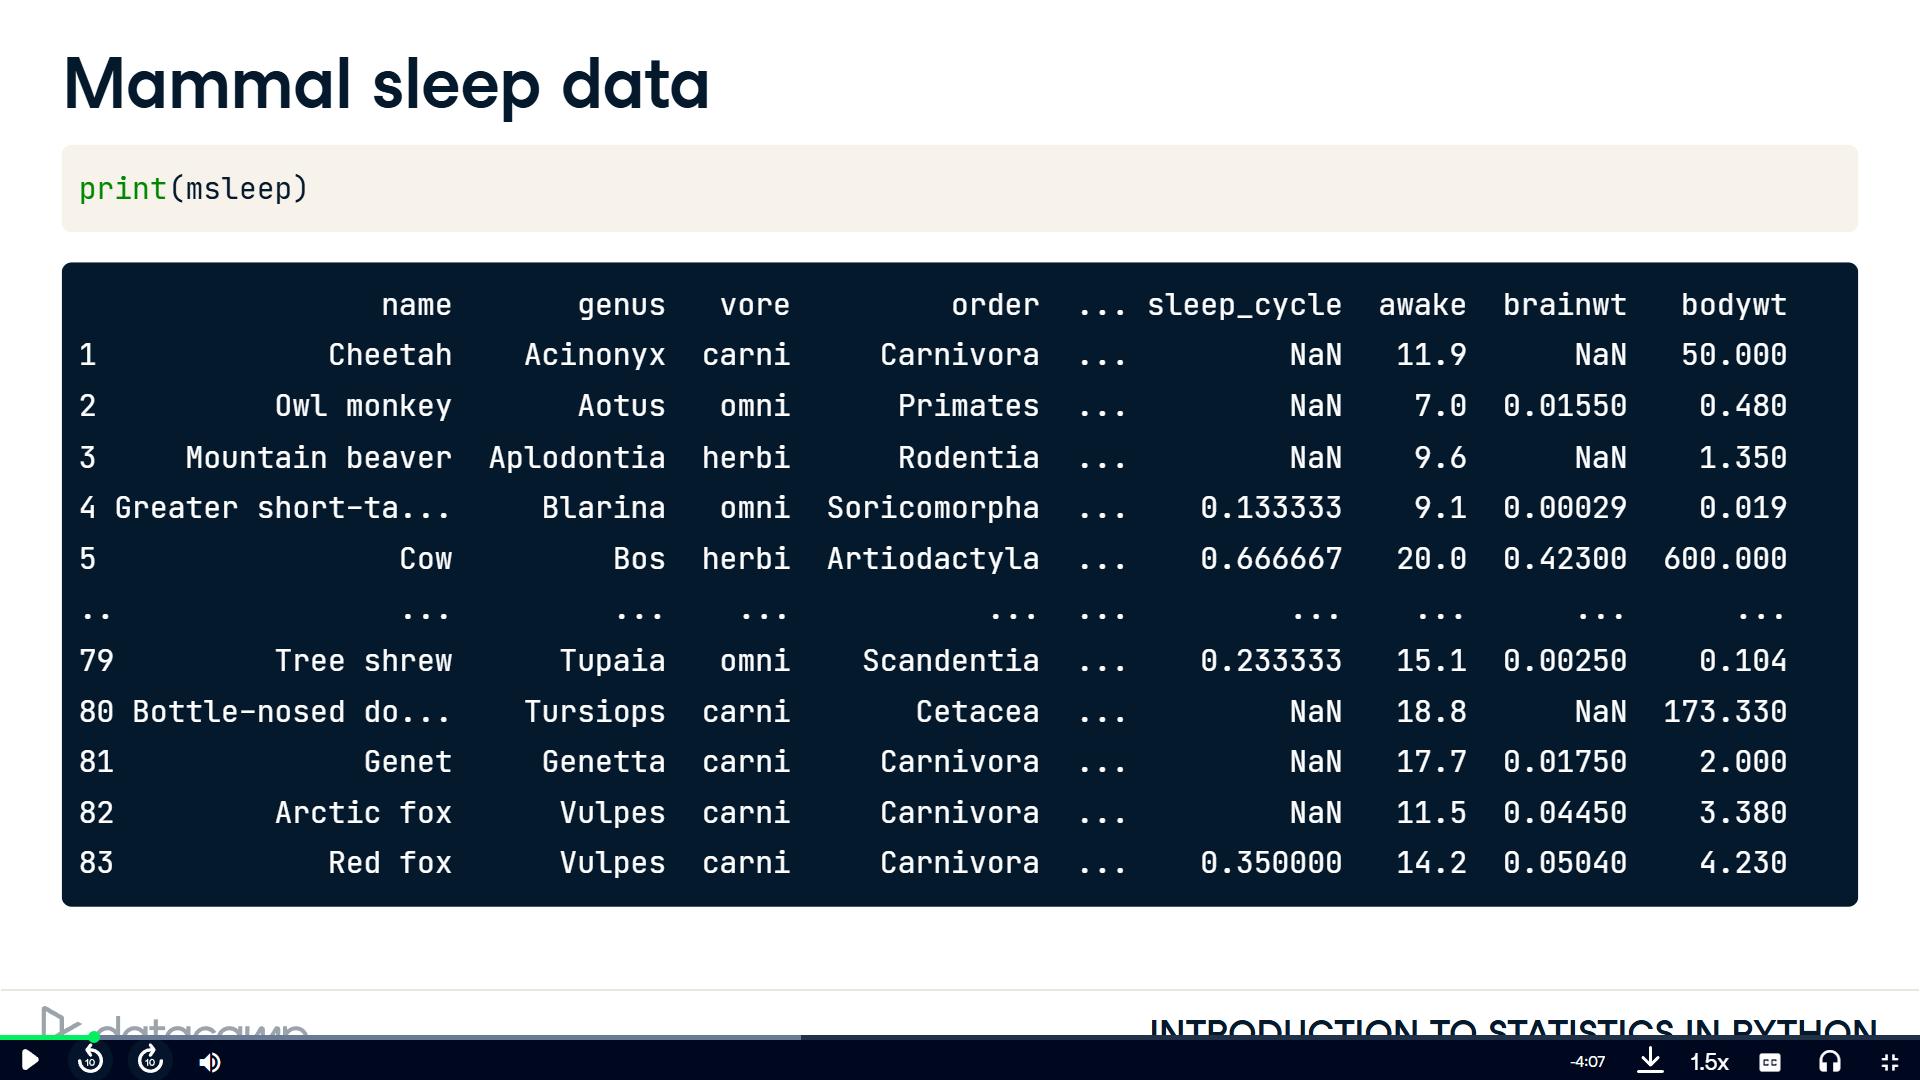 Mammal sleep data
print(msleep)
name genus vore order ... sleep_cycle awake brainwt bodywt
1 Cheetah Acinonyx carni Carnivora ... NaN 11.9 NaN 50.000
2 Owl monkey Aotus omni Primates ... NaN 7.0 0.01550 0.480
3 Mountain beaver Aplodontia herbi Rodentia ... NaN 9.6 NaN 1.350
4 Greater short-ta... Blarina omni Soricomorpha ... 0.133333 9.1 0.00029 0.019
5 Cow Bos herbi Artiodactyla ... 0.666667 20.0 0.42300 600.000
.. ... ... ... ... ... ... ... ... ...
79 Tree shrew Tupaia omni Scandentia ... 0.233333 15.1 0.00250 0.104
80 Bottle-nosed do... Tursiops carni Cetacea ... NaN 18.8 NaN 173.330
81 Genet Genetta carni Carnivora ... NaN 17.7 0.01750 2.000
82 Arctic fox Vulpes carni Carnivora ... NaN 11.5 0.04450 3.380
83 Red fox Vulpes carni Carnivora ... 0.350000 14.2 0.05040 4.230
datacamp INTRODUCTION TO STATISTICS IN PYTHON
10 10 -4:07 1.5x CC